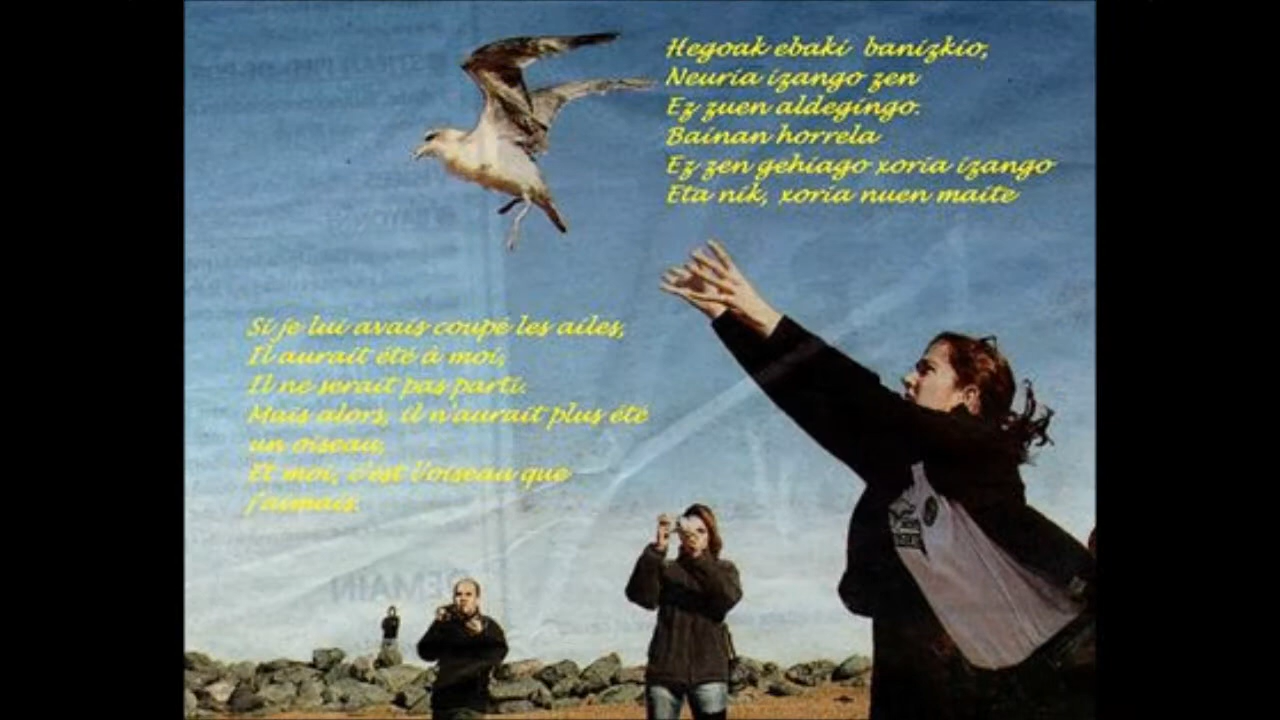 Hegoak ebaki banizkio,
Neuria izango zen
Ez zuen aldegingo.
Bainan horrela
Ez zen gehiago xoria izango
Eta nik, xoria nuen maite
Si je lui avais coupé les ailes,
Il aurait été à moi,
Il ne serait pas parti.
Mais alors, il n'aurait plus été
un oiseau,
Et moi, c'est l'oiseau que
j'aimais.
DEMAIN